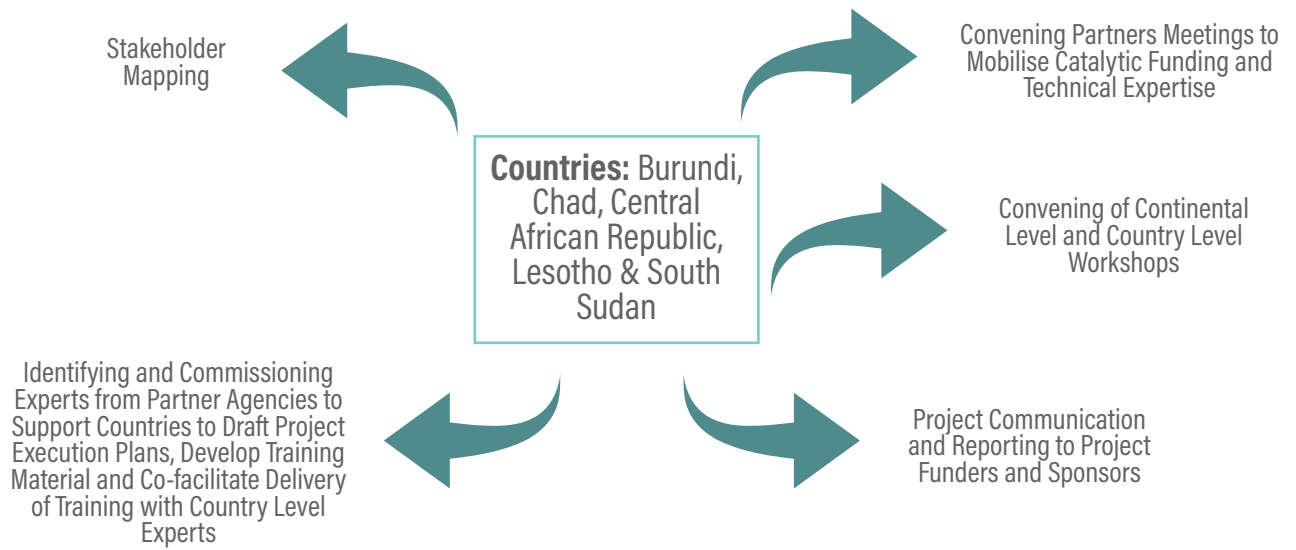 Stakeholder
Mapping
Convening Partners Meetings to
Mobilise Catalytic Funding and
Technical Expertise
Countries: Burundi,
Chad, Central
African Republic,
Lesotho & South
Sudan
Convening of Continental
Level and Country Level
Workshops
Identifying and Commissioning
Experts from Partner Agencies to
Support Countries to Draft Project
Execution Plans, Develop Training
Material and Co-facilitate Delivery
of Training with Country Level
Experts
Project Communication
and Reporting to Project
Funders and Sponsors